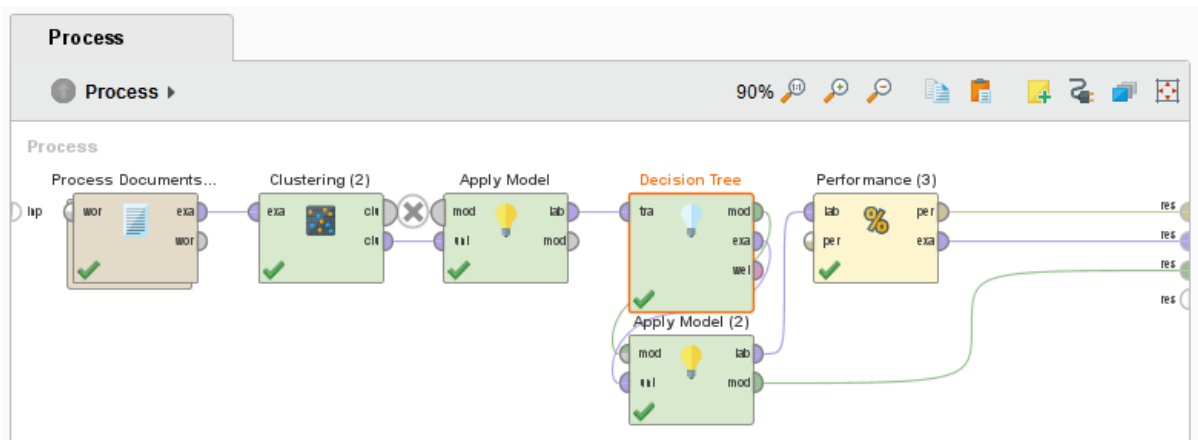 Process
Process
90%
Process
Process Documents...
Clustering (2)
Apply Model
Decision Tree
Performance (3)
inp
wor
exa
wor
exa
clu
clu
mod
unl
lab
mod
tra
mod
exa
wei
lab
per
per
exa
res
res
res
res
Apply Model (2)
mod
unl
lab
mod